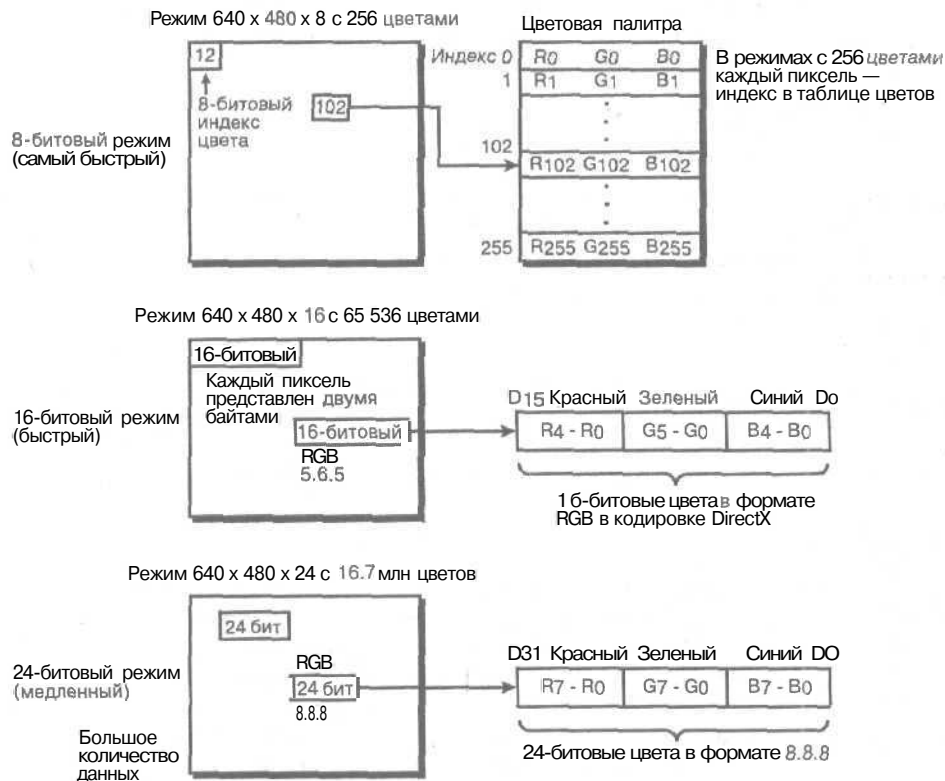 Режим 640 x 480 x 8 с 256 цветами
12
8-битовый
индекс
цвета
102
8-битовый режим
(самый быстрый)
Цветовая палитра
Индекс 0 R0 G0 B0
1 R1 G1 B1
102
R102 G102 B102
255 R255 G255 B255
В режимах с 256 цветами
каждый пиксель —
индекс в таблице цветов
Режим 640 x 480 x 16 с 65 536 цветами
16-битовый
Каждый пиксель
представлен двумя
байтами
16-битовый
RGB
5.6.5
16-битовый режим
(быстрый)
D15 Красный Зеленый Синий Do
R4 - R0 G5 - G0 B4 - B0
16-битовые цвета в формате
RGB в кодировке DirectX
Режим 640 x 480 x 24 с 16.7 млн цветов
24 бит
RGB
24 бит
8.8.8
24-битовый режим
(медленный)
Большое
количество
данных
D31 Красный Зеленый Синий DO
R7 - R0 G7 - G0 B7 - B0
24-битовые цвета в формате 8.8.8